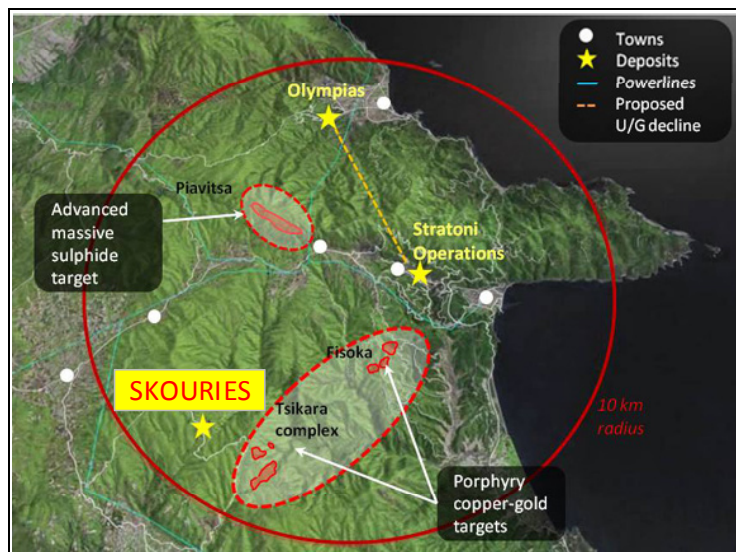 Towns
Deposits
Powerlines
Proposed
U/G decline
Olympias
Piavitsa
Advanced
massive
sulphide
target
Stratoni
Operations
Fisoka
SKOURIES
Tsikara
complex
10 km
radius
Porphyry
copper-gold
targets